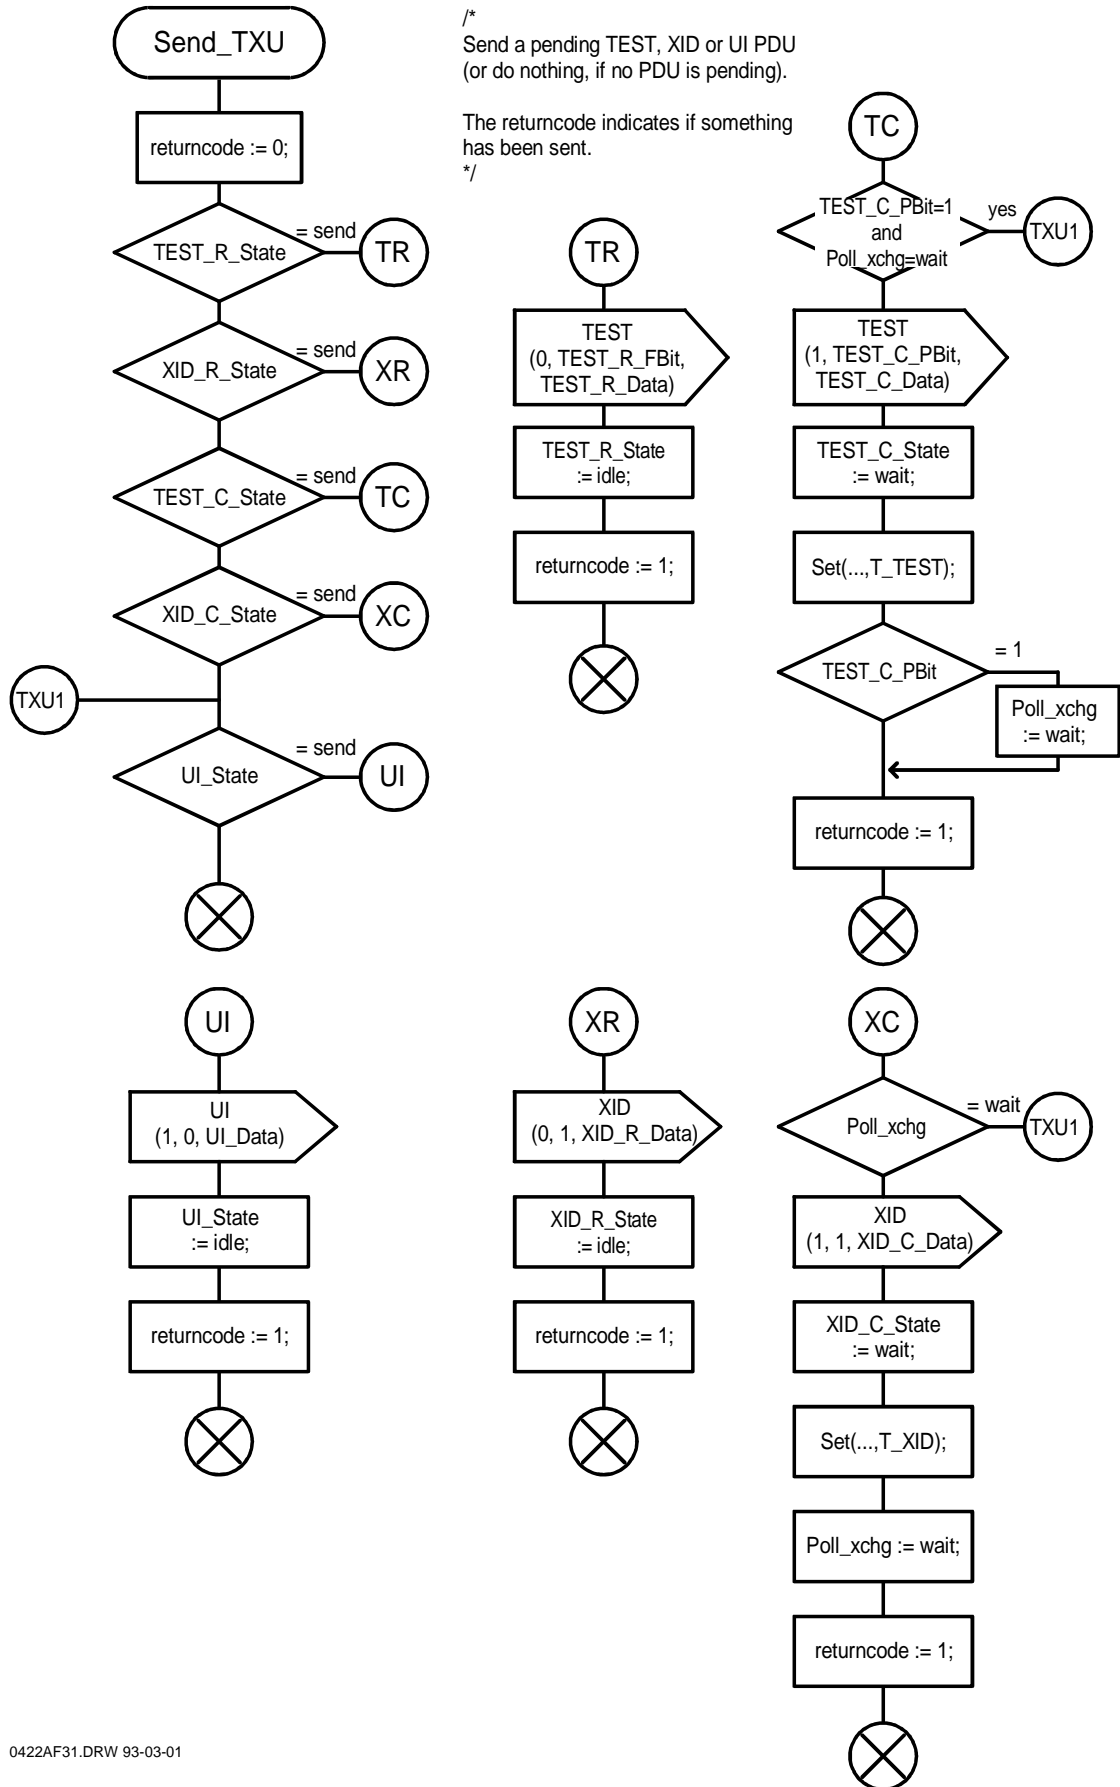 Send_TXU
/*
Send a pending TEST, XID or UI PDU
(or do nothing, if no PDU is pending).
The returncode indicates if something
has been sent.
*/
returncode := 0;
TEST_R_State
= send
TR
XID_R_State
= send
XR
TEST_C_State
= send
TC
XID_C_State
= send
XC
TXU1
UI_State
= send
UI
TR
TEST
(0, TEST_R_FBit,
TEST_R_Data)
TEST_R_State
:= idle;
returncode := 1;
TC
TEST_C_PBit=1
and
Poll_xchg=wait
yes
TXU1
TEST
(1, TEST_C_PBit,
TEST_C_Data)
TEST_C_State
:= wait;
Set(...,T_TEST);
TEST_C_PBit
= 1
Poll_xchg
:= wait;
returncode := 1;
UI
UI
(1, 0, UI_Data)
UI_State
:= idle;
returncode := 1;
XR
XID
(0, 1, XID_R_Data)
XID_R_State
:= idle;
returncode := 1;
XC
Poll_xchg
= wait
TXU1
XID
(1, 1, XID_C_Data)
XID_C_State
:= wait;
Set(...,T_XID);
Poll_xchg := wait;
returncode := 1;
0422AF31.DRW 93-03-01